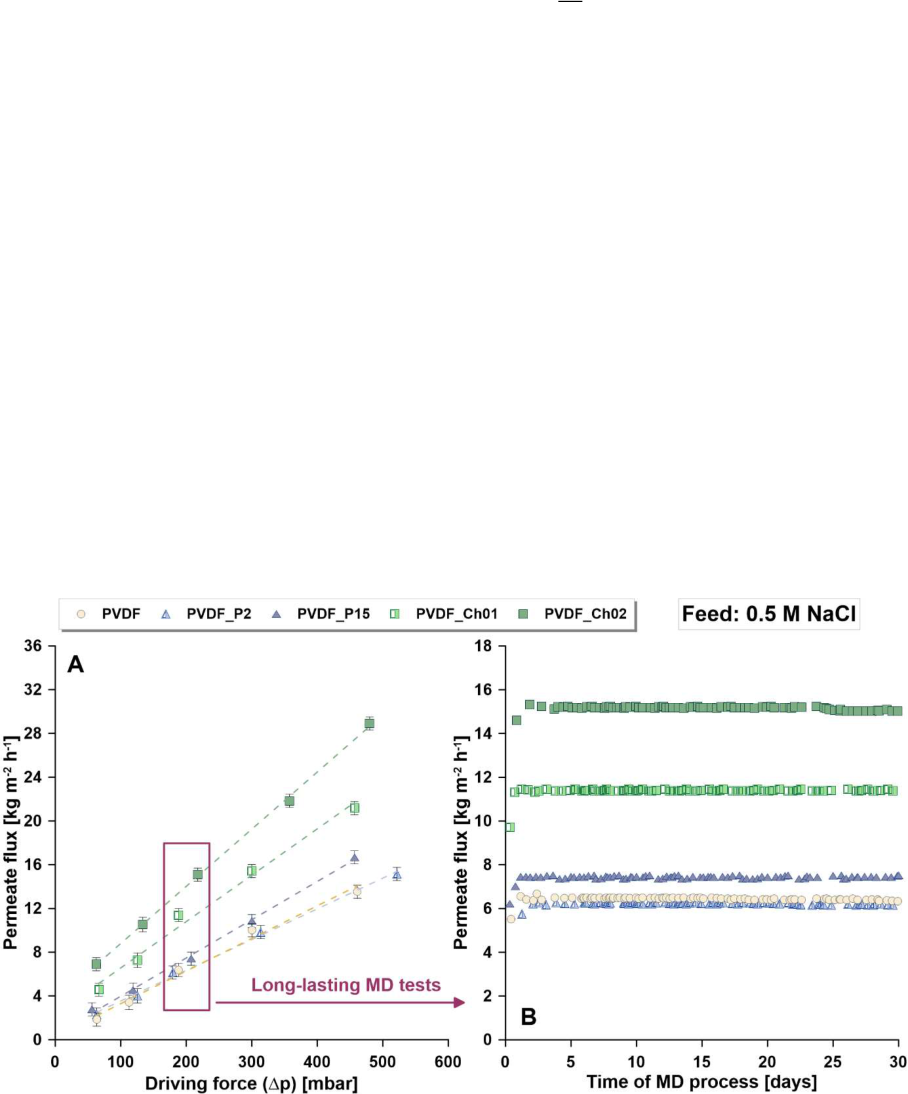 PVDF PVDF_P2 PVDF_P15 PVDF_Ch01 PVDF_Ch02
Feed: 0.5 M NaCl
A
Permeate flux [kg m-2 h-1]
36
32
28
24
20
16
12
8
4
0
0 100 200 300 400 500 600
Driving force (Δp) [mbar]
Long-lasting MD tests
B
Permeate flux [kg m-2 h-1]
18
16
14
12
10
8
6
4
2
0
0 5 10 15 20 25 30
Time of MD process [days]